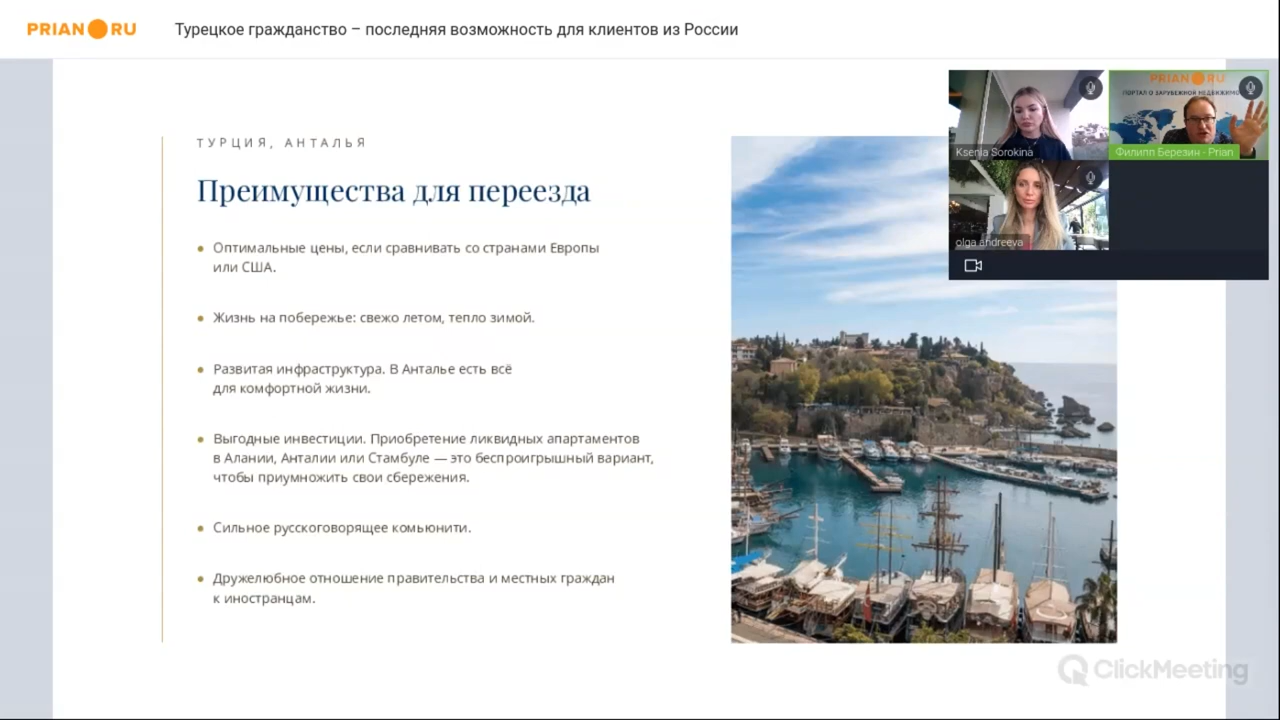 PRIAN RU
Турецкое гражданство – последняя возможность для клиентов из России
ТУРЦИЯ, АНТАЛЬЯ
Преимущества для переезда
Оптимальные цены, если сравнивать со странами Европы
или США.
Жизнь на побережье: свежо летом, тепло зимой.
Развитая инфраструктура. В Анталье есть всё
для комфортной жизни.
Выгодные инвестиции. Приобретение ликвидных апартаментов
в Алании, Анталии или Стамбуле — это беспроигрышный вариант,
чтобы приумножить свои сбережения.
Сильное русскоговорящее комьюнити.
Дружелюбное отношение правительства и местных граждан
к иностранцам.
Ksenia Sorokina
PRIAN RU
ПОРТАЛ О ЗАРУБЕЖНОЙ
Филипп Березин - Prian
olga andreeva
ClickMeeting